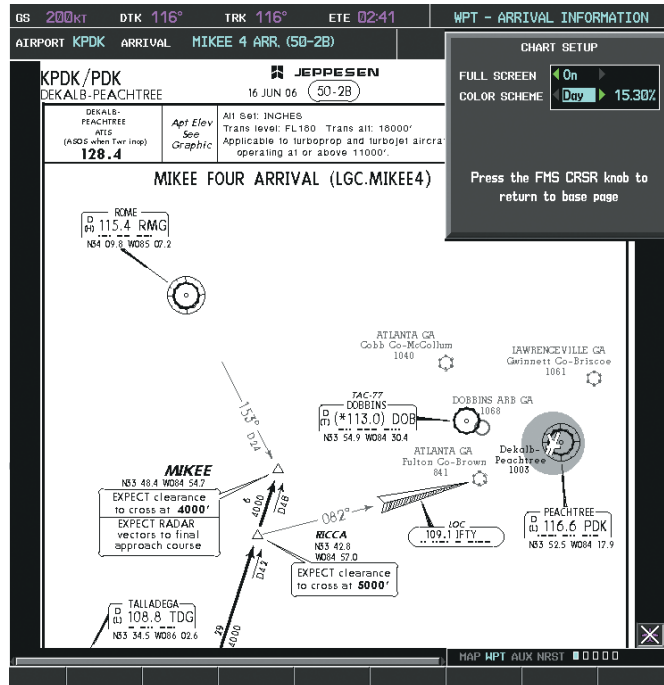 GS 200KT DTK 116° TRK 116° ETE 02:41 WPT – ARRIVAL INFORMATION
AIRPORT KPDK ARRIVAL MIKEE 4 ARR, (50-2B)
CHART SETUP
FULL SCREEN On
COLOR SCHEME Day 15.30%
Press the FMS CRSR knob to
return to base page
KPDK/PDK
DEKALB-PEACHTREE
JEPPESEN
16 JUN 06 50-2B
DEKALB-
PEACHTREE
ATIS
(ASOS when Twr inop)
128.4
Apt Elev
See
Graphic
Alt Set: INCHES
Trans level: FL180 Trans alt: 18000'
Applicable to turboprop and turbojet aircra
operating at or above 11000'.
MIKEE FOUR ARRIVAL (LGC.MIKEE4)
ROME
D
(H) 115.4 RMG
N34 09.8 W085 07.2
ATLANTA GA
Cobb Co-McCollum
1040
LAWRENCEVILLE GA
Gwinnett Co-Briscoe
1061
153°
D24
TAC-77
DOBBINS
D
(T) (*113.0) DOB
N33 54.9 W084 30.4
DOBBINS ARB GA
1068
ATLANTA GA
Fulton Co-Brown
841
Dekalb-
Peachtree
1003
MIKEE
N33 48.4 W084 54.7
EXPECT clearance
to cross at 4000'
EXPECT RADAR
vectors to final
approach course
6
4000
D48
082°
RICCA
N33 42.8
W084 57.0
LOC
109.1 IFTY
PEACHTREE
D
(L) 116.6 PDK
N33 52.5 W084 17.9
EXPECT clearance
to cross at 5000'
D42
29
4000
TALLADEGA
D
(L) 108.8 TDG
N33 34.5 W086 02.6
MAP WPT AUX NRST